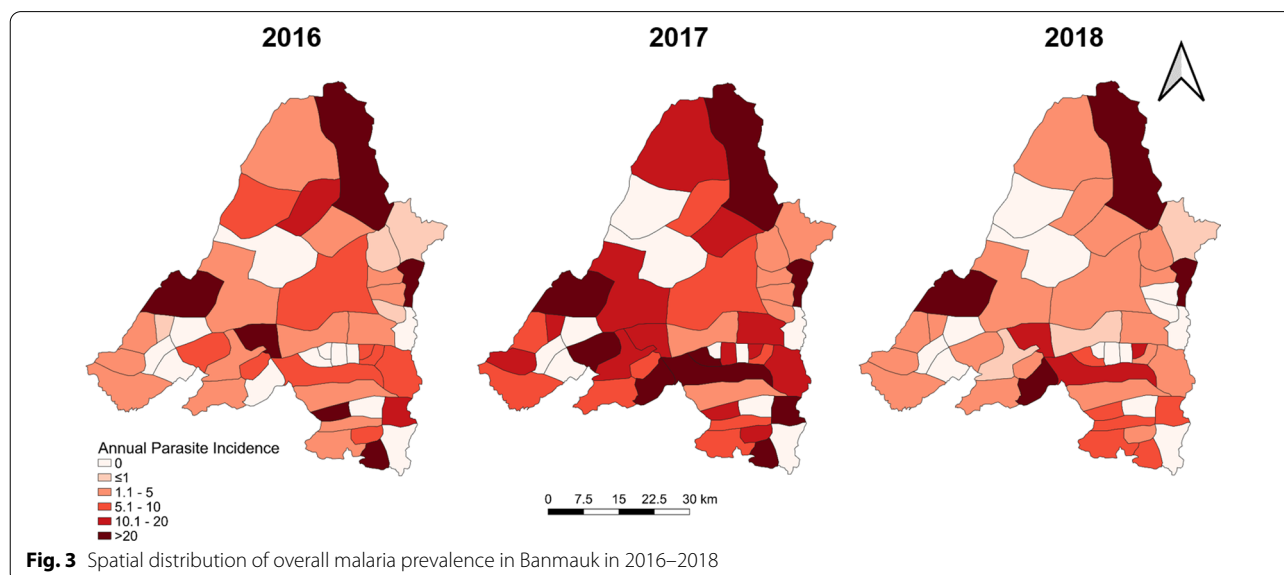 2016 2017 2018
Annual Parasite Incidence
0
≤1
1.1 - 5
5.1 - 10
10.1 - 20
>20
0 7.5 15 22.5 30 km
Fig. 3 Spatial distribution of overall malaria prevalence in Banmauk in 2016–2018